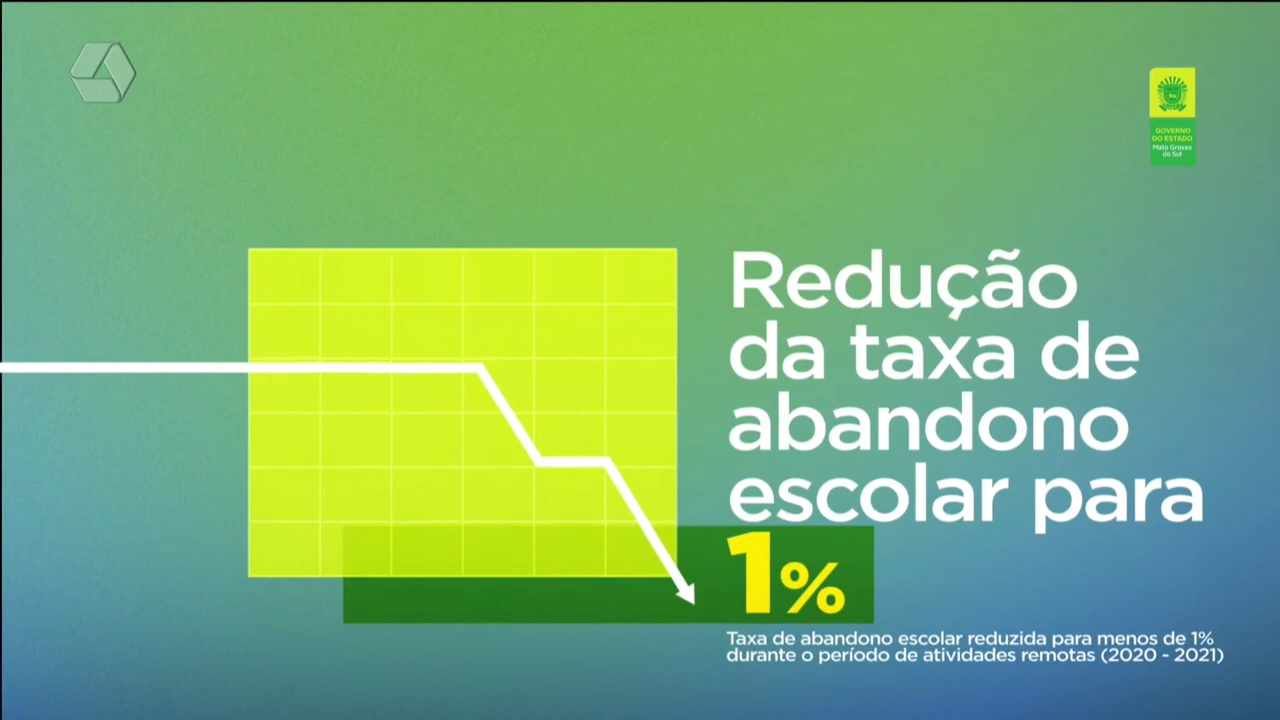 GOVERNO
DO ESTADO
Mato Grosso
do Sul
Redução
da taxa de
abandono
escolar para
1%
Taxa de abandono escolar reduzida para menos de 1%
durante o período de atividades remotas (2020 - 2021)